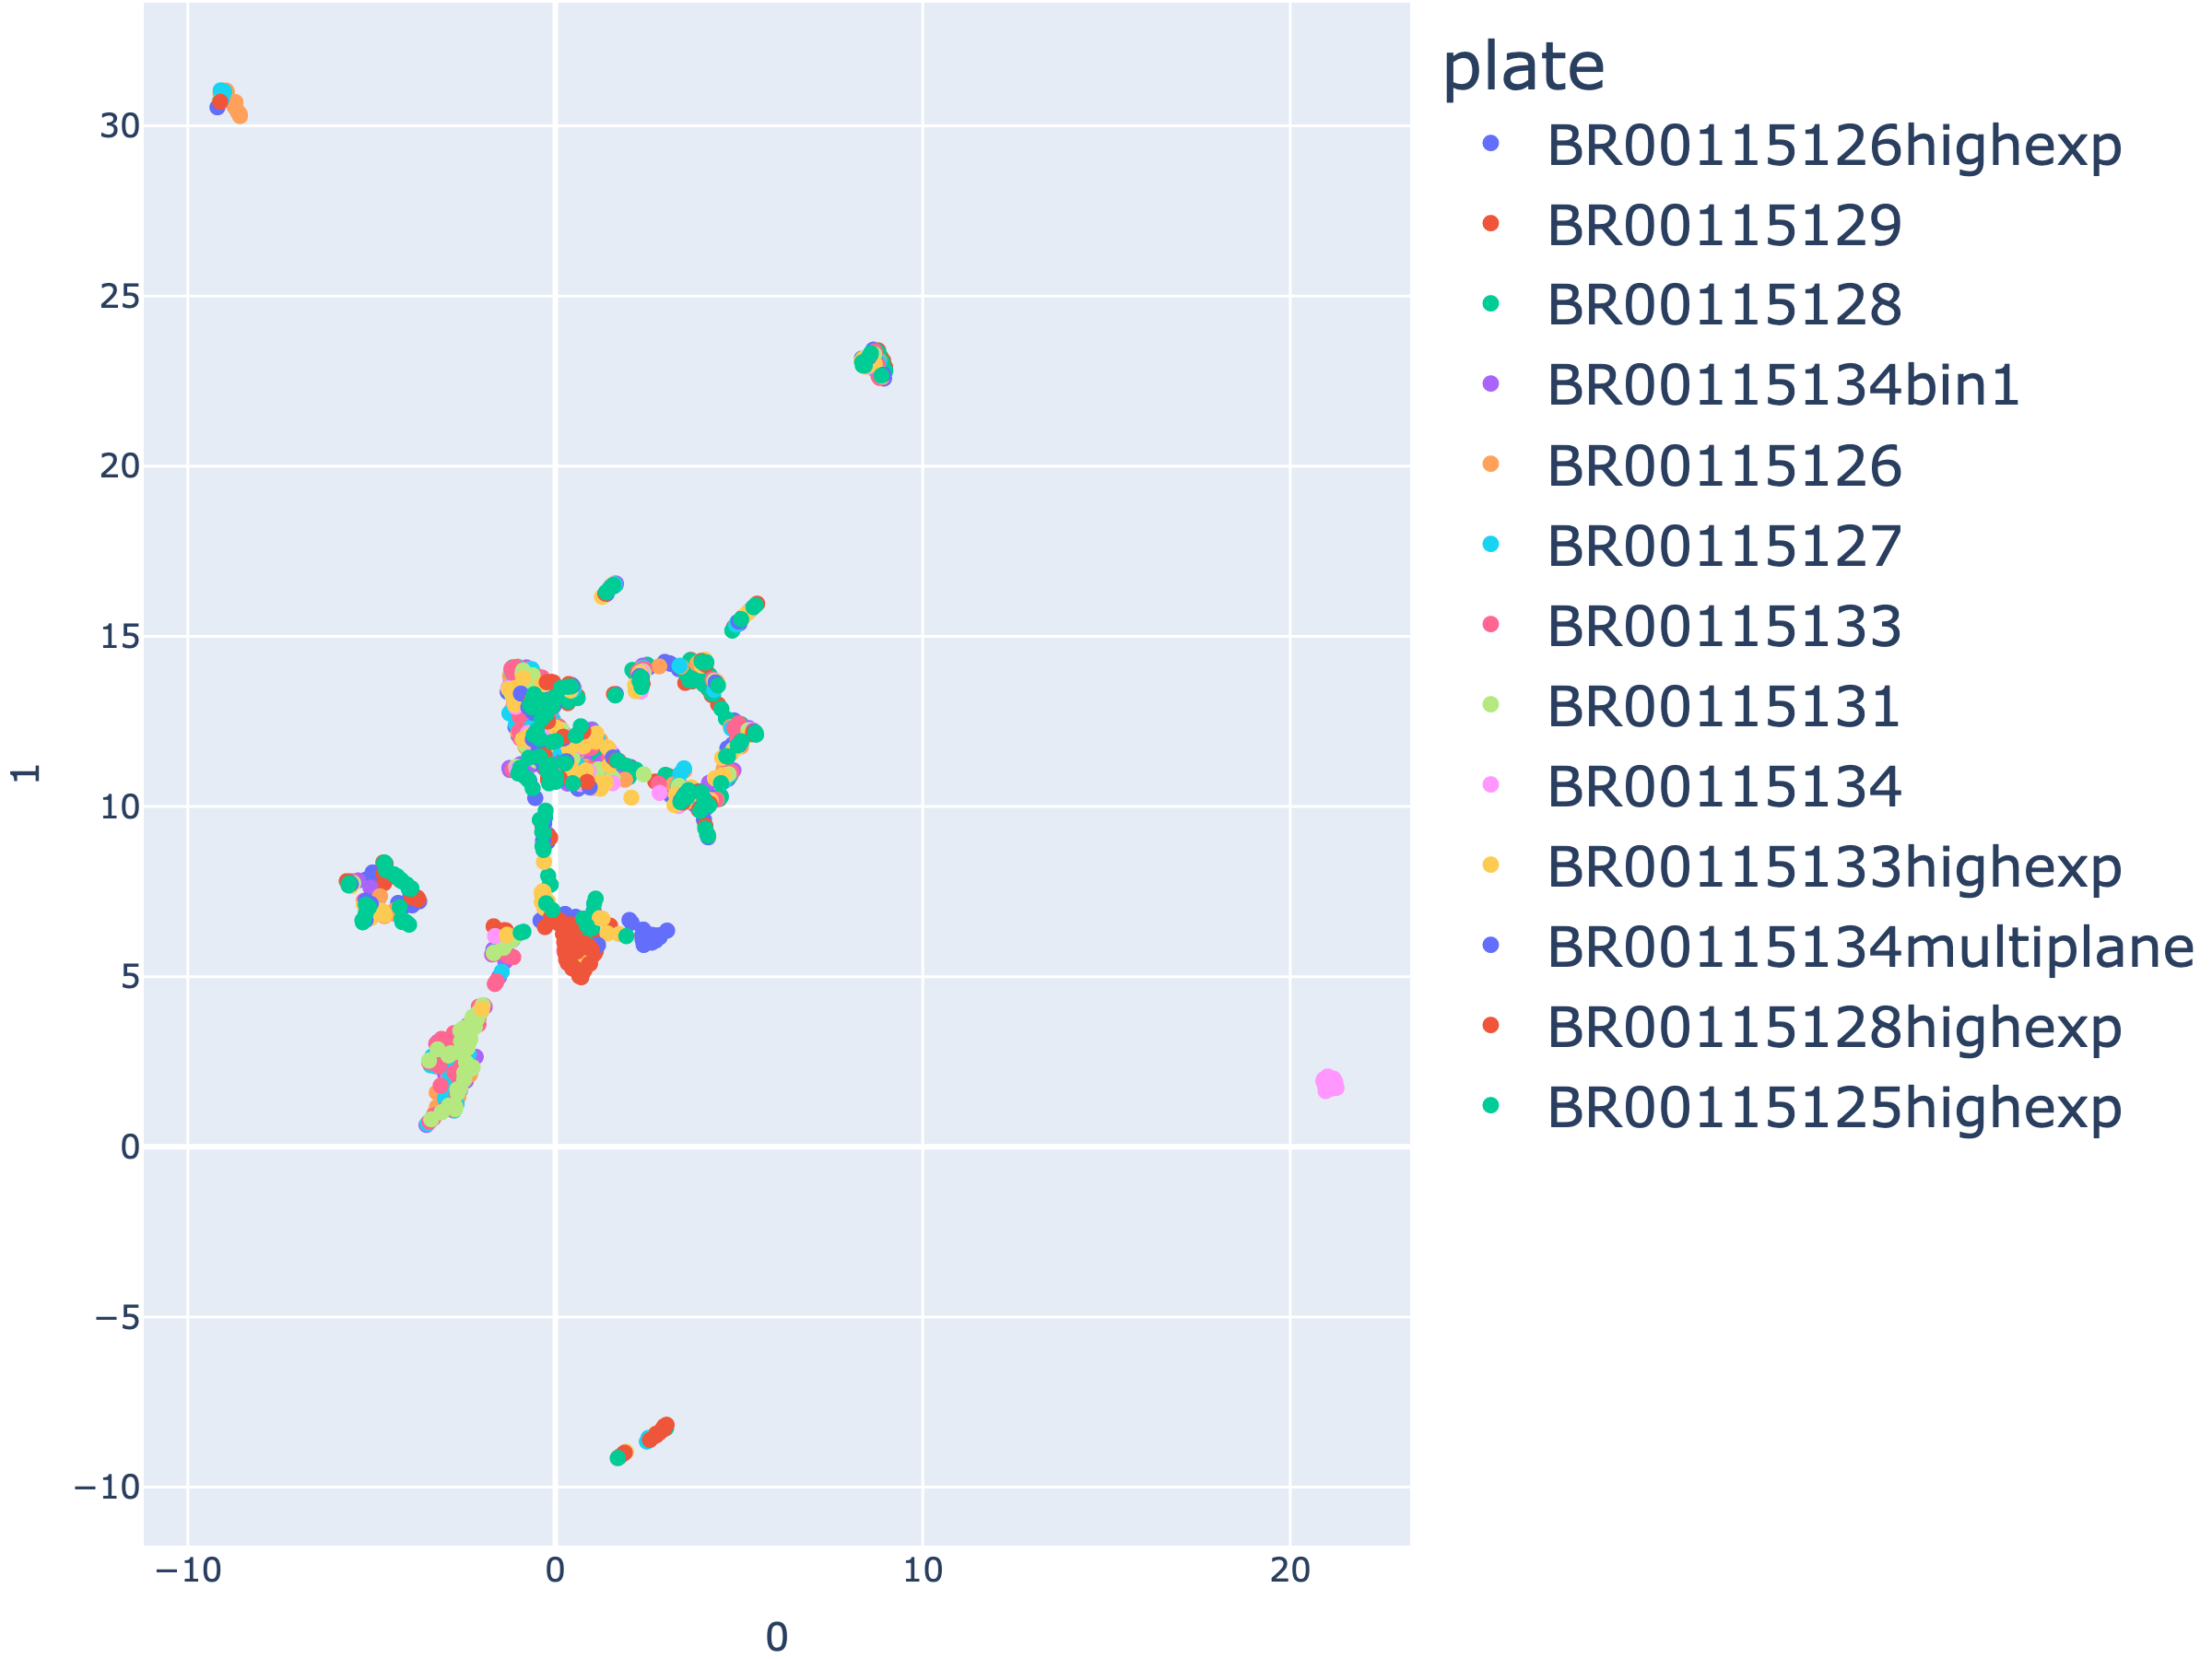 plate
BR00115126highexp
BR00115129
BR00115128
BR00115134bin1
BR00115126
BR00115127
BR00115133
BR00115131
BR00115134
BR00115133highexp
BR00115134multiplane
BR00115128highexp
BR00115125highexp
30
25
20
15
10
5
0
−5
−10
1
−10 0 10 20
0